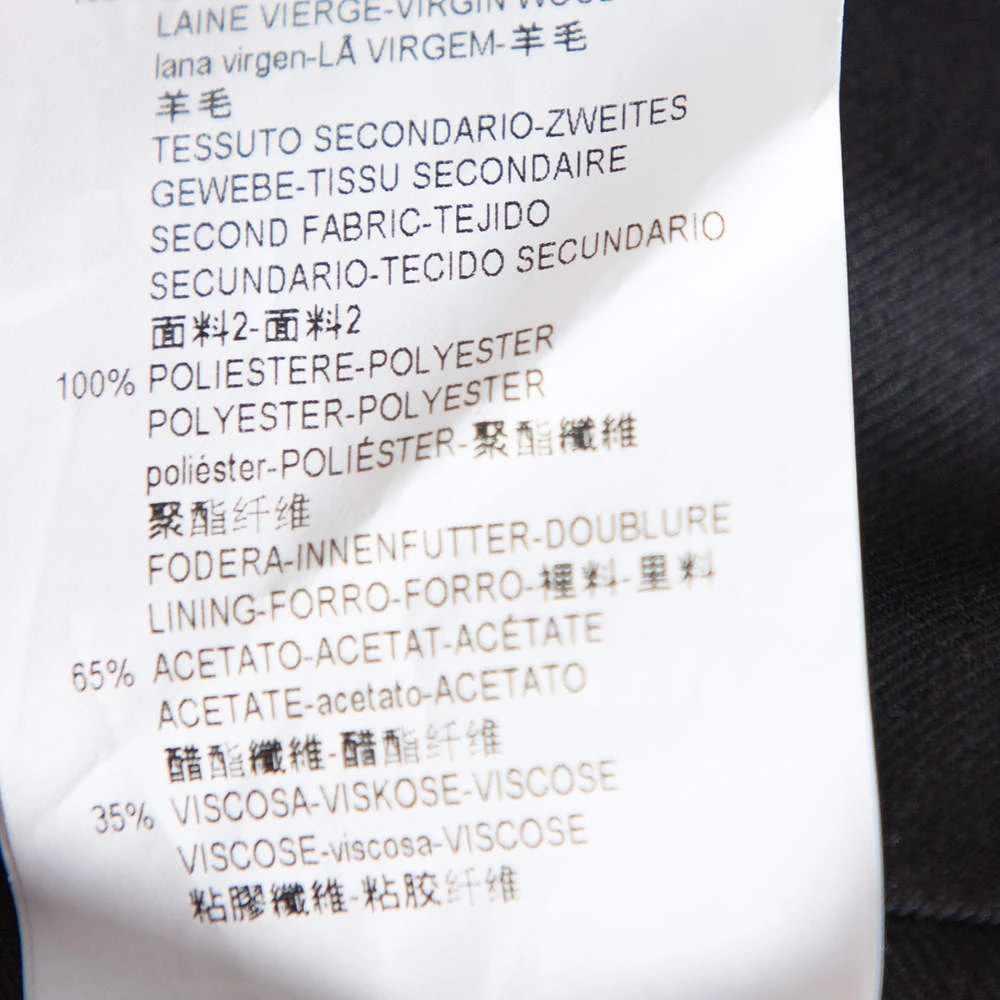 LAINE VIERGE-VIRGIN WOOL
lana virgen-LÃ VIRGEM-羊毛
羊毛
TESSUTO SECONDARIO-ZWEITES
GEWEBE-TISSU SECONDAIRE
SECOND FABRIC-TEJIDO
SECUNDARIO-TECIDO SECUNDARIO
面料2-面料2
100% POLIESTERE-POLYESTER
POLYESTER-POLYESTER
poliéster-POLIÉSTER-聚酯纖維
聚酯纤维
FODERA-INNENFUTTER-DOUBLURE
LINING-FORRO-FORRO-裡料-里料
65% ACETATO-ACETAT-ACÉTATE
ACETATE-acetato-ACETATO
醋酯纖維-醋酯纤维
35% VISCOSA-VISKOSE-VISCOSE
VISCOSE-viscosa-VISCOSE
粘膠纖維-粘胶纤维